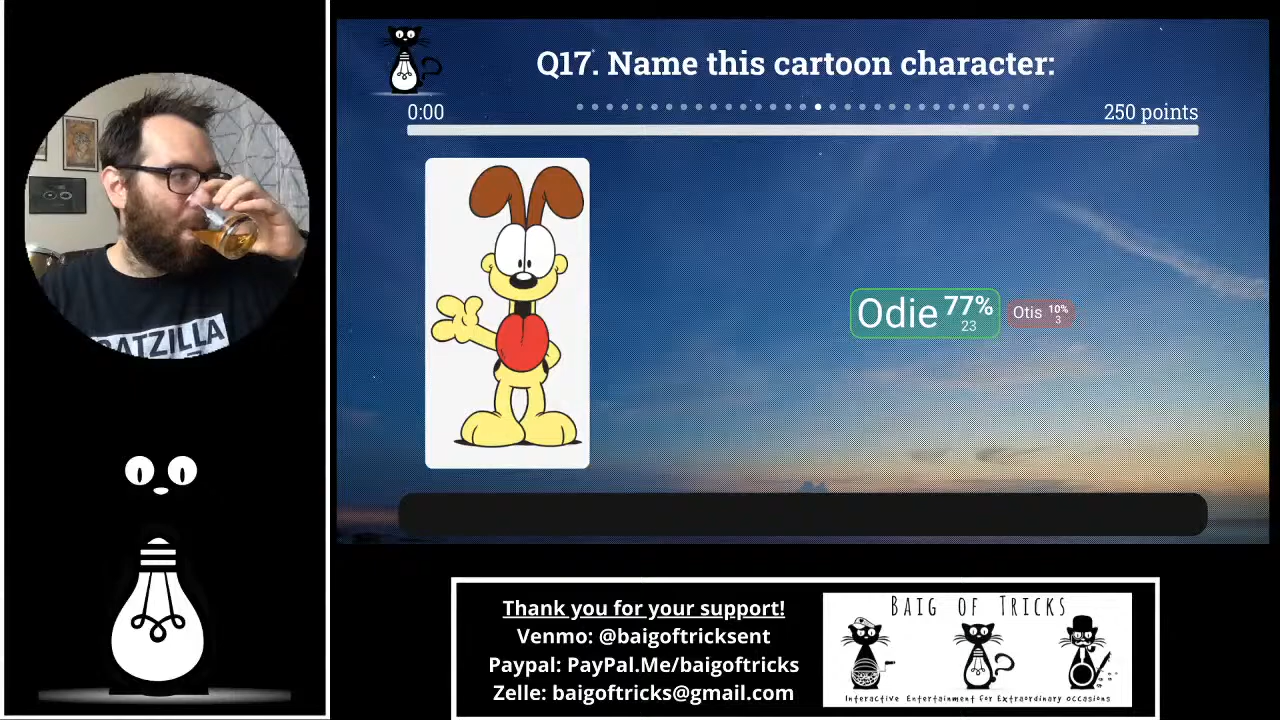 Q17. Name this cartoon character:
0:00
250 points
Odie 77% 23
Otis 10% 3
ATZILLA
Thank you for your support!
Venmo: @baigoftricksent
Paypal: PayPal.Me/baigoftricks
Zelle: baigoftricks@gmail.com
BAIG OF TRICKS
Interactive Entertainment for Extraordinary occasions